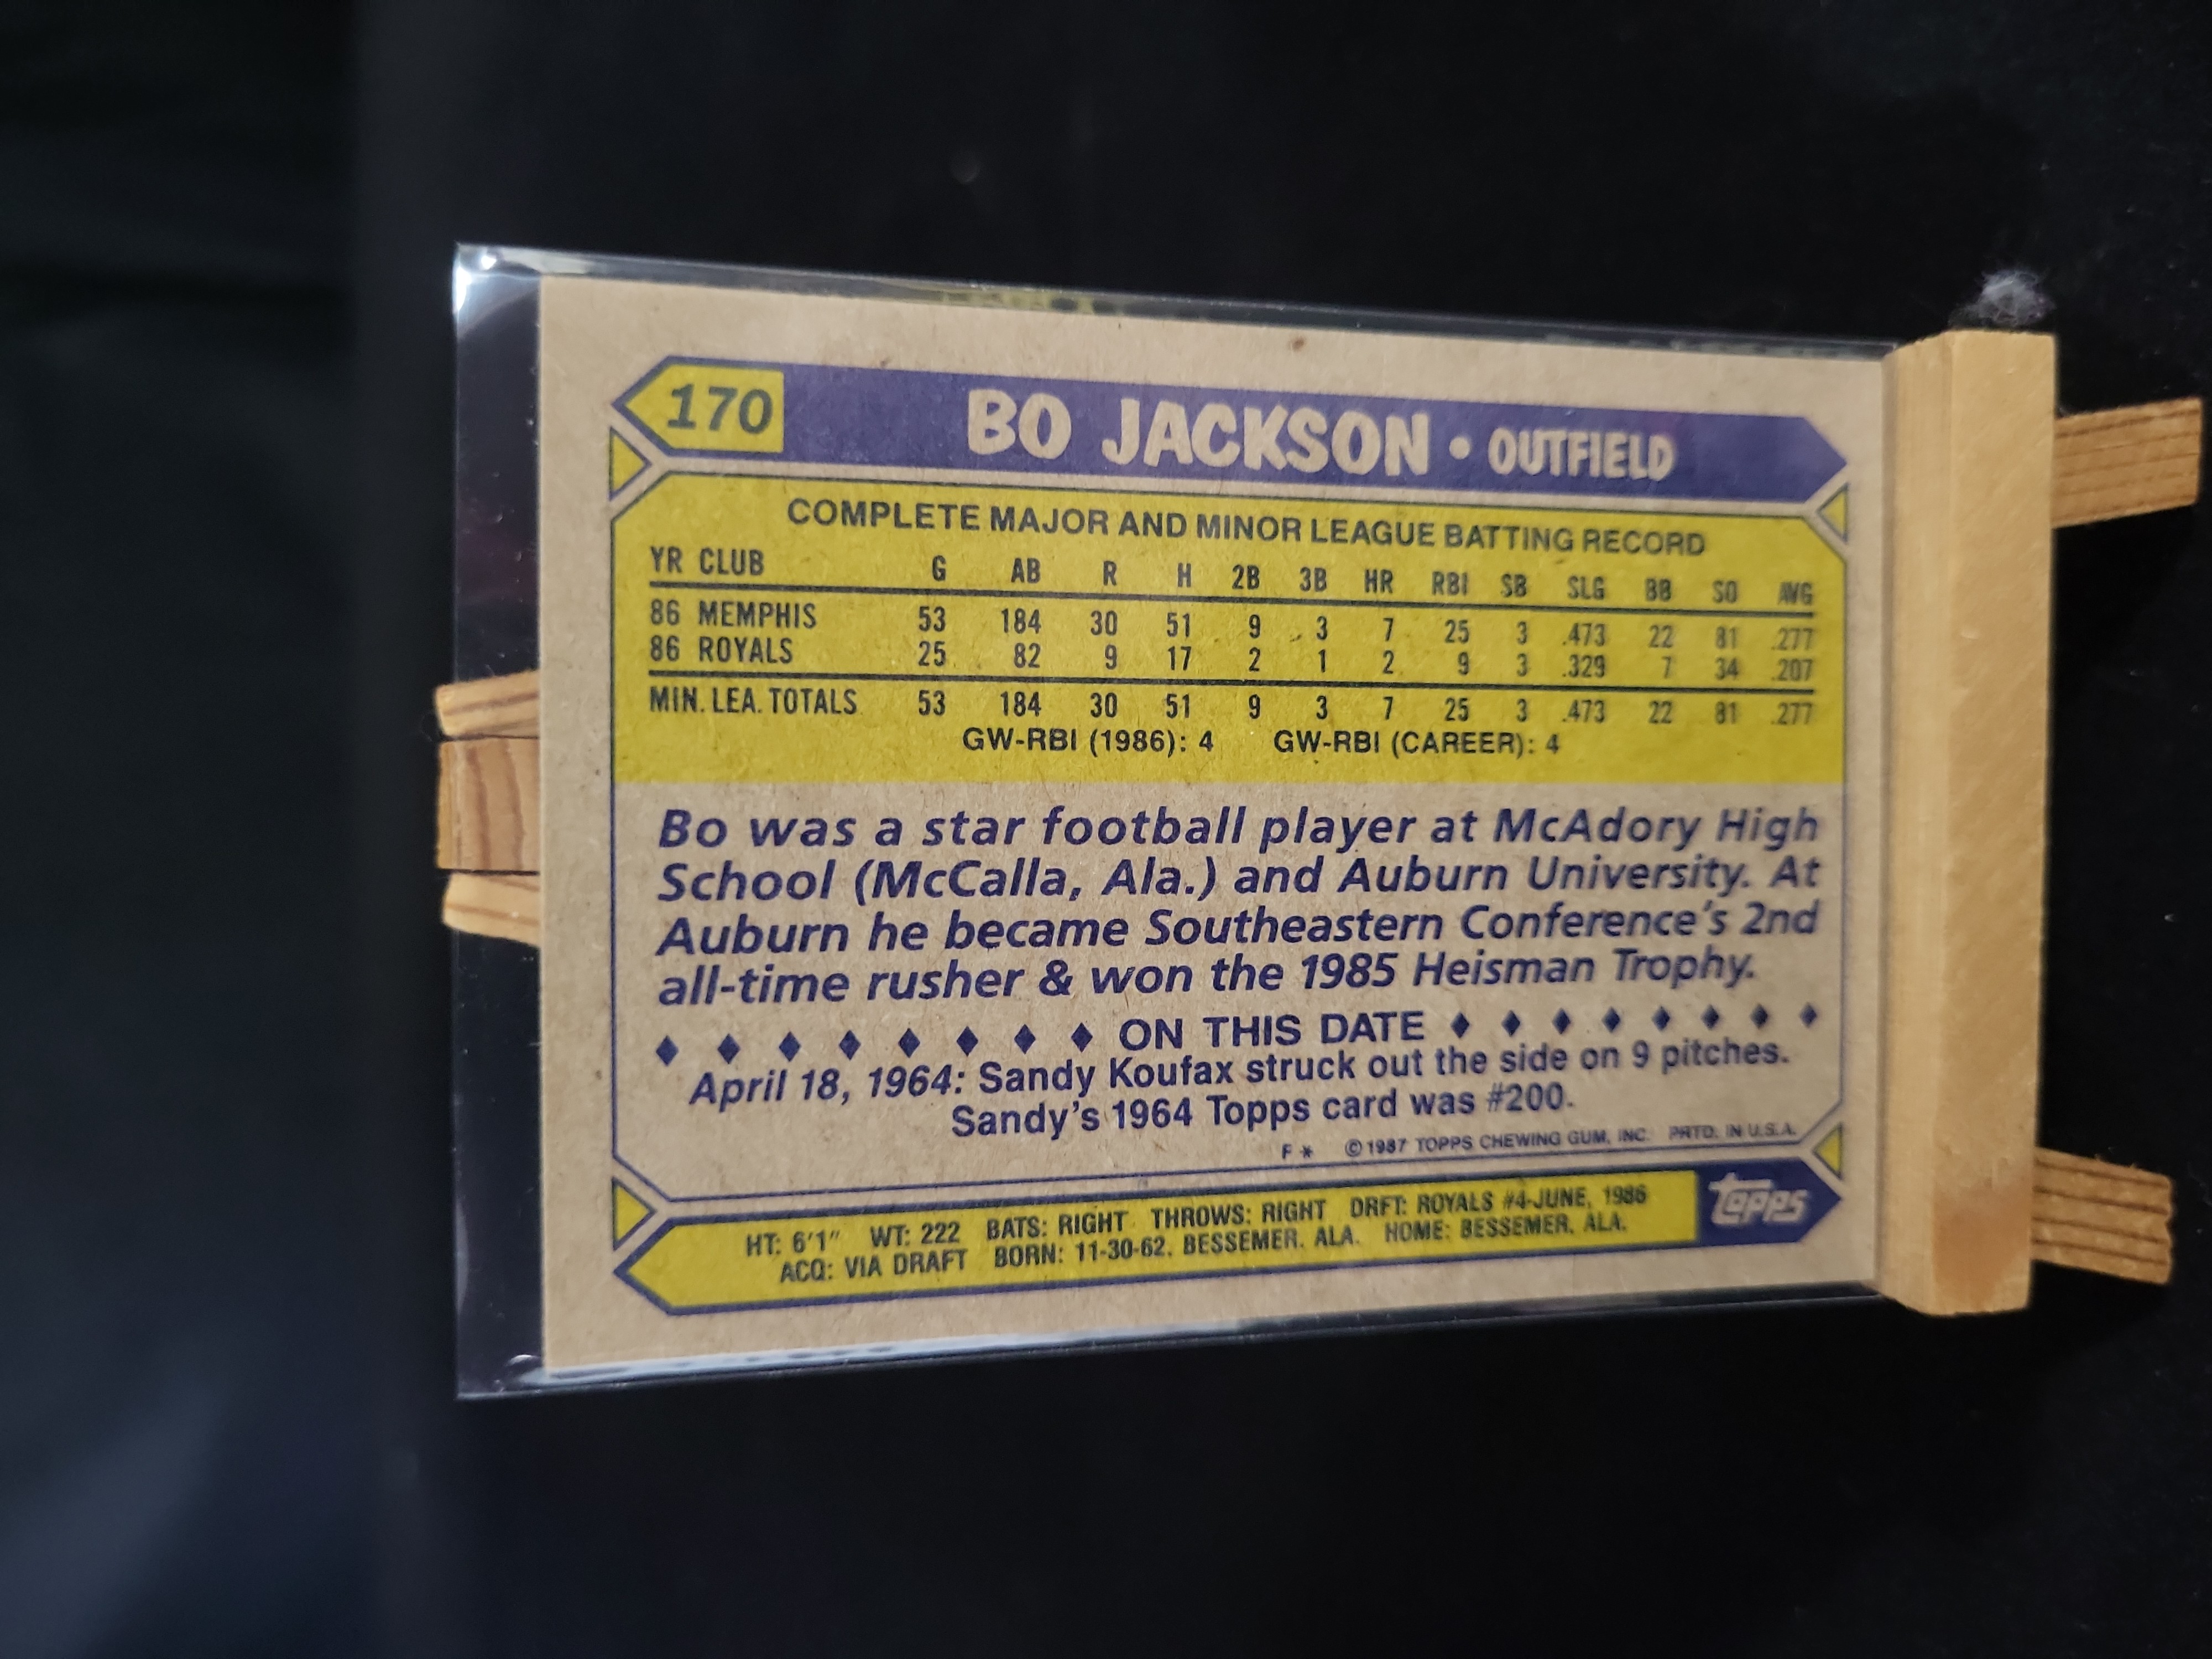 170 BO JACKSON • OUTFIELD
COMPLETE MAJOR AND MINOR LEAGUE BATTING RECORD
YR CLUB G AB R H 2B 3B HR RBI SB SLG BB SO AVG
86 MEMPHIS 53 184 30 51 9 3 7 25 3 .473 22 81 .277
86 ROYALS 25 82 9 17 2 1 2 9 3 .329 7 34 .207
MIN. LEA. TOTALS 53 184 30 51 9 3 7 25 3 .473 22 81 .277
GW-RBI (1986): 4 GW-RBI (CAREER): 4
Bo was a star football player at McAdory High
School (McCalla, Ala.) and Auburn University. At
Auburn he became Southeastern Conference's 2nd
all-time rusher & won the 1985 Heisman Trophy.
♦ ♦ ♦ ♦ ♦ ♦ ♦ ♦ ON THIS DATE ♦ ♦ ♦ ♦ ♦ ♦ ♦ ♦
April 18, 1964: Sandy Koufax struck out the side on 9 pitches.
Sandy's 1964 Topps card was #200.
F * © 1987 TOPPS CHEWING GUM, INC. PRTD. IN U.S.A.
HT: 6'1" WT: 222 BATS: RIGHT THROWS: RIGHT DRFT: ROYALS #4-JUNE, 1986
ACQ: VIA DRAFT BORN: 11-30-62, BESSEMER, ALA. HOME: BESSEMER, ALA.
topps